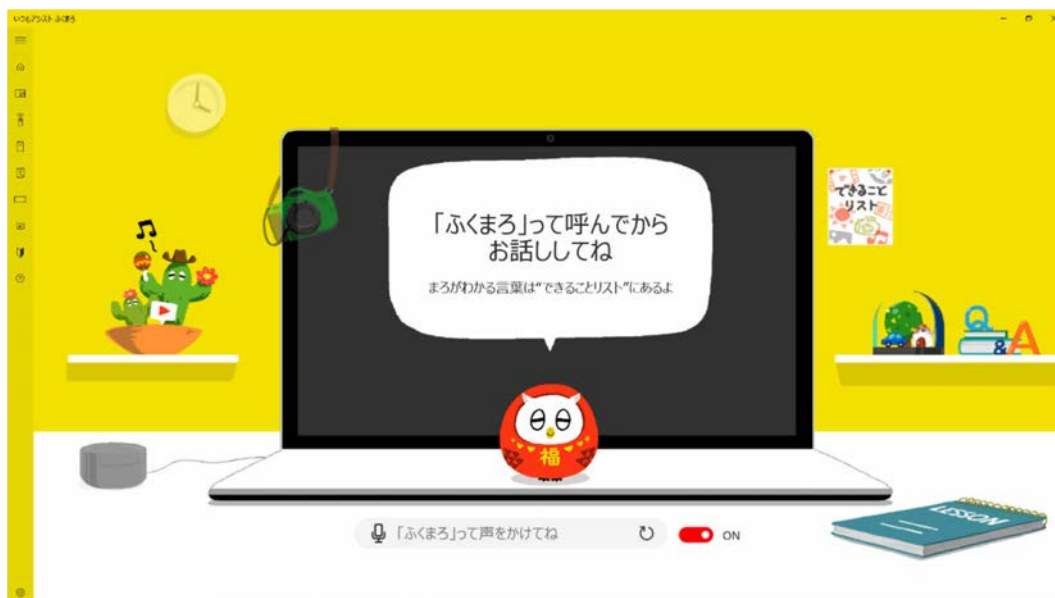 いつもアシスト ふくまろ
「ふくまろ」って呼んでから
お話ししてね
まろがわかる言葉は“できることリスト”にあるよ
できること
リスト
福
Q
&
A
LESSON
「ふくまろ」って声をかけてね
ON